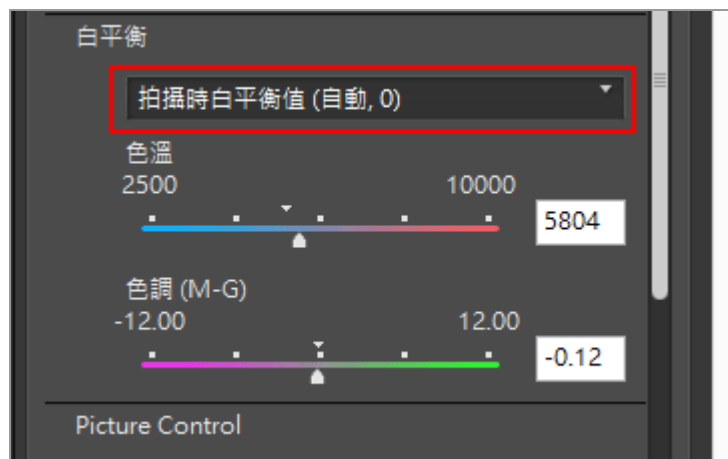 白平衡
拍攝時白平衡值 (自動, 0)
色溫
2500 10000
5804
色調 (M-G)
-12.00 12.00
-0.12
Picture Control